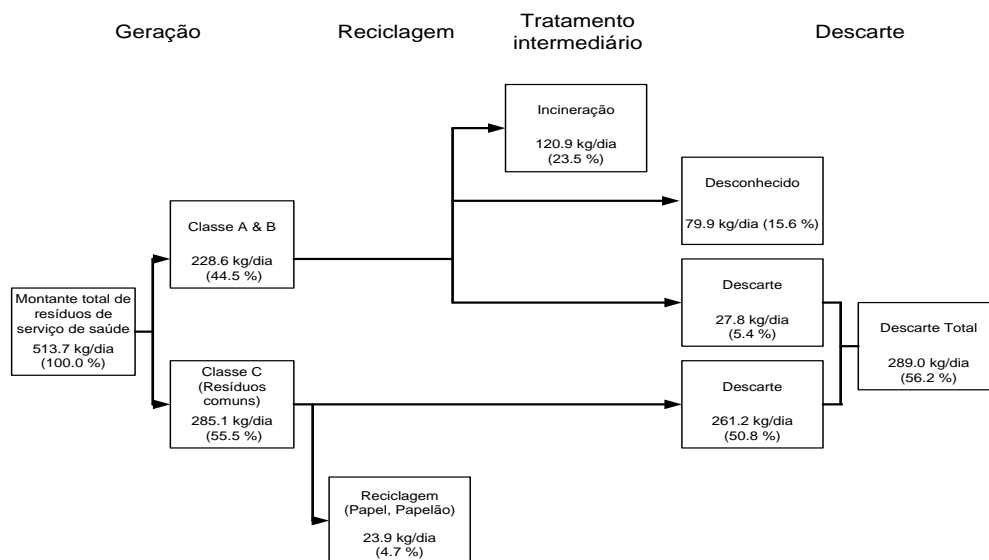 Geração
Reciclagem
Tratamento
intermediário
Descarte
Incineração
120.9 kg/dia
(23.5 %)
Desconhecido
79.9 kg/dia (15.6 %)
Classe A & B
228.6 kg/dia
(44.5 %)
Descarte
27.8 kg/dia
(5.4 %)
Montante total de
resíduos de
serviço de saúde
513.7 kg/dia
(100.0 %)
Descarte Total
289.0 kg/dia
(56.2 %)
Classe C
(Resíduos
comuns)
285.1 kg/dia
(55.5 %)
Descarte
261.2 kg/dia
(50.8 %)
Reciclagem
(Papel, Papelão)
23.9 kg/dia
(4.7 %)